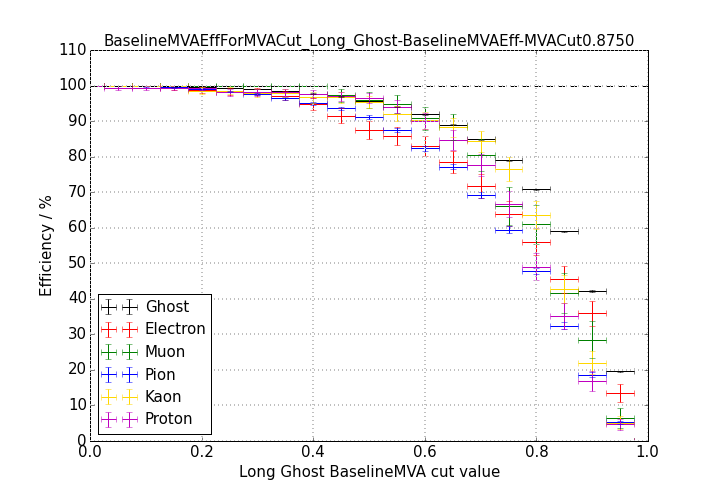 BaselineMVAEffForMVACut_Long_Ghost-BaselineMVAEff-MVACut0.8750
110
100
90
80
70
60
50
40
30
20
10
0
Efficiency / %
Ghost
Electron
Muon
Pion
Kaon
Proton
0.0 0.2 0.4 0.6 0.8 1.0
Long Ghost BaselineMVA cut value